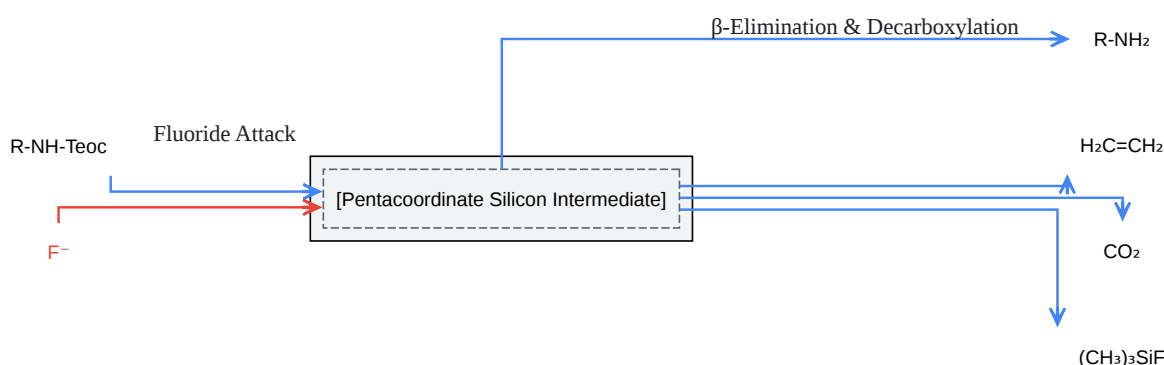 β-Elimination & Decarboxylation
R-NH₂
Fluoride Attack
R-NH-Teoc
H₂C=CH₂
[Pentacoordinate Silicon Intermediate]
F⁻
CO₂
(CH₃)₃SiF